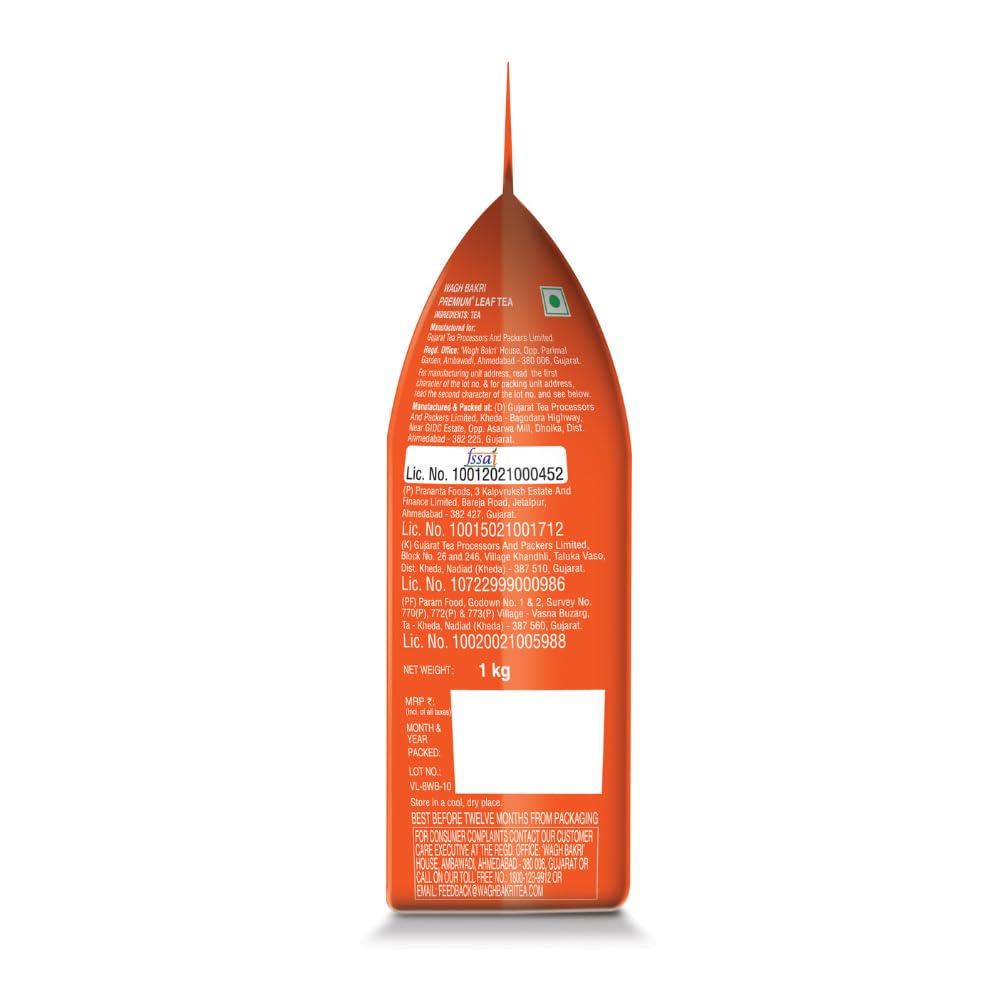 WAGH BAKRI
PREMIUM* LEAF TEA
INGREDIENTS: TEA
Manufactured for:
Gujarat Tea Processors And Packers Limited.
Regd. Office: 'Wagh Bakri' House, Opp. Parimal
Garden, Ambawadi, Ahmedabad - 380 006, Gujarat.
For manufacturing unit address, read the first
character of the lot no. & for packing unit address,
read the second character of the lot no. and see below.
Manufactured & Packed at: (D) Gujarat Tea Processors
And Packers Limited, Kheda - Bagodara Highway,
Near GIDC Estate, Opp. Asarwa Mill, Dholka, Dist.
Ahmedabad - 382 225, Gujarat.
fssai
Lic. No. 10012021000452
(P) Prananta Foods, 3 Kalpvruksh Estate And
Finance Limited, Bareja Road, Jetalpur,
Ahmedabad - 382 427, Gujarat.
Lic. No. 10015021001712
(K) Gujarat Tea Processors And Packers Limited,
Block No. 26 and 246, Village Khandhli, Taluka Vaso,
Dist. Kheda, Nadiad (Kheda) - 387 510, Gujarat.
Lic. No. 10722999000986
(PF) Param Food, Godown No. 1 & 2, Survey No.
770(P), 772(P) & 773(P) Village - Vasna Buzarg,
Ta - Kheda, Nadiad (Kheda) - 387 560, Gujarat.
Lic. No. 10020021005988
NET WEIGHT: 1 kg
MRP ₹:
(Incl. of all taxes)
MONTH &
YEAR
PACKED:
LOT NO.:
VL-8WB-10
Store in a cool, dry place.
BEST BEFORE TWELVE MONTHS FROM PACKAGING
FOR CONSUMER COMPLAINTS CONTACT OUR CUSTOMER
CARE EXECUTIVE AT THE REGD. OFFICE: 'WAGH BAKRI'
HOUSE, AMBAWADI, AHMEDABAD - 380 006, GUJARAT OR
CALL ON OUR TOLL FREE NO.: 1800-123-9912 OR
EMAIL: FEEDBACK@WAGHBAKRITEA.COM